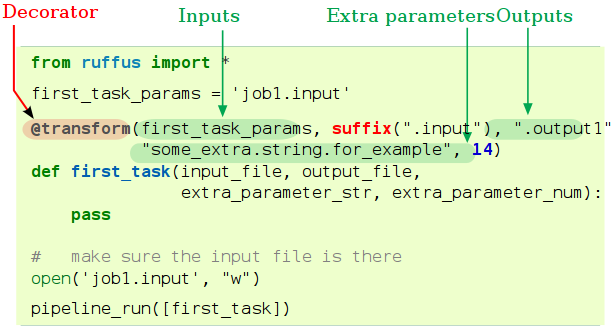 Decorator Inputs Extra parameters Outputs
from ruffus import *
first_task_params = 'job1.input'
@transform(first_task_params, suffix(".input"), ".output1"
"some_extra.string.for_example", 14)
def first_task(input_file, output_file,
extra_parameter_str, extra_parameter_num):
pass
# make sure the input file is there
open('job1.input', "w")
pipeline_run([first_task])